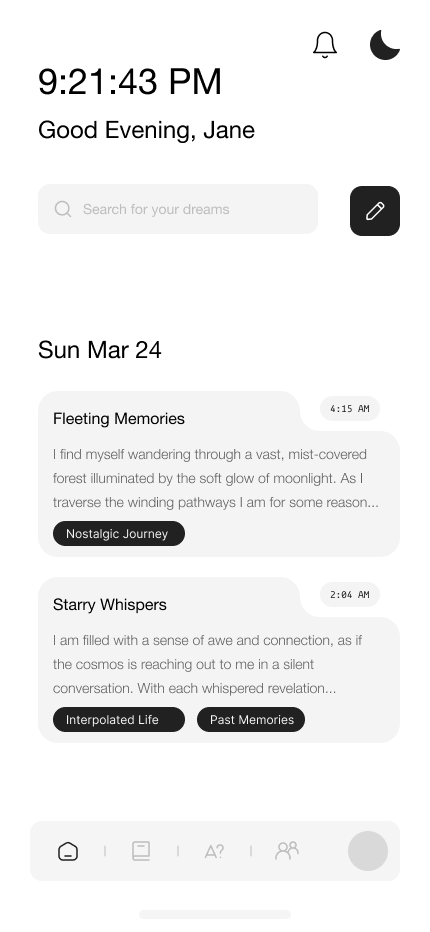 9:21:43 PM
Good Evening, Jane
Search for your dreams
Sun Mar 24
Fleeting Memories
4:15 AM
I find myself wandering through a vast, mist-covered
forest illuminated by the soft glow of moonlight. As I
traverse the winding pathways I am for some reason...
Nostalgic Journey
Starry Whispers
2:04 AM
I am filled with a sense of awe and connection, as if
the cosmos is reaching out to me in a silent
conversation. With each whispered revelation...
Interpolated Life
Past Memories
A?